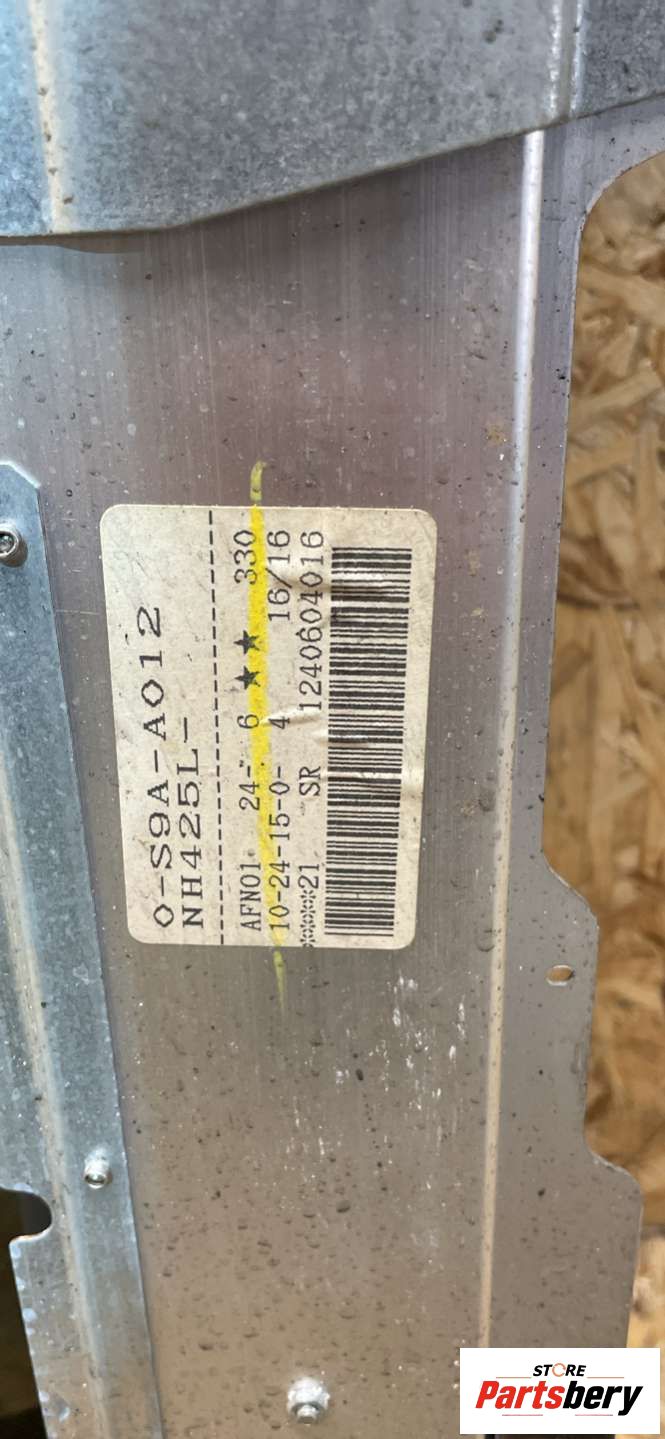 0-S9A-A012
NH425L-
AFN01 24- 6 ★★ 330
10-24-15-0- 4 16/16
****21 SR 1240604016
STORE
Partsbery